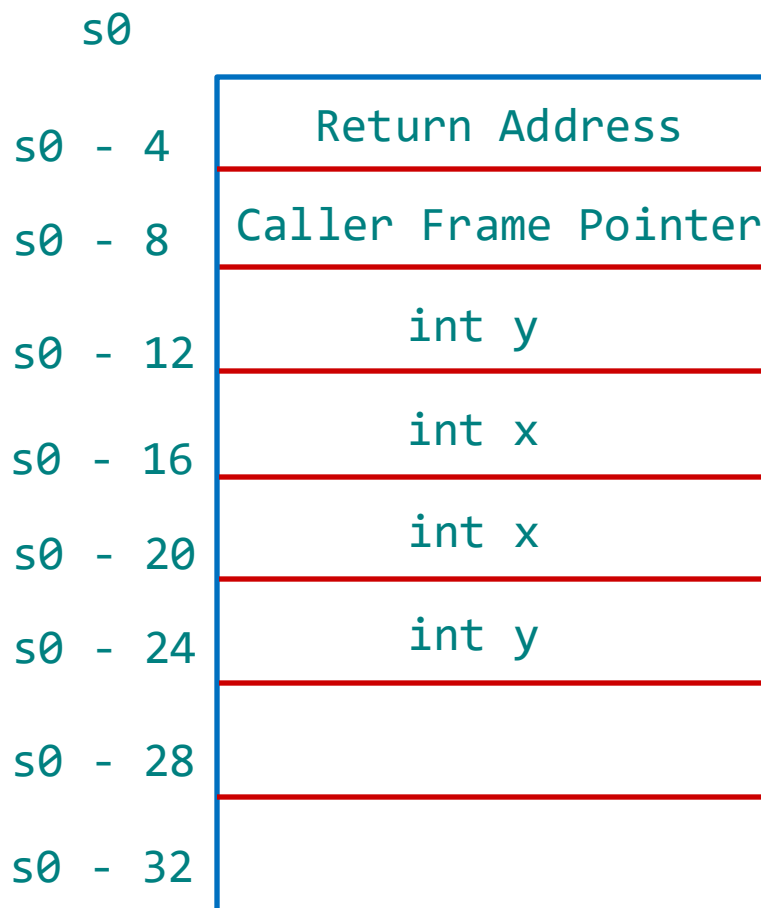 s0
s0 - 4 Return Address
s0 - 8 Caller Frame Pointer
s0 - 12 int y
s0 - 16 int x
s0 - 20 int x
s0 - 24 int y
s0 - 28
s0 - 32